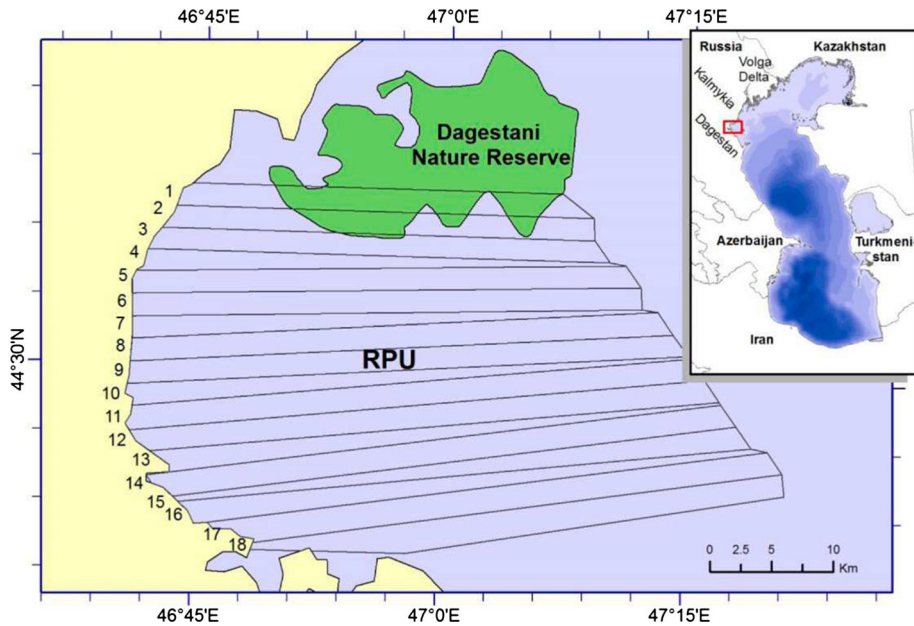 46°45'E
47°0'E
47°15'E
Russia
Kazakhstan
Volga
Delta
Kalmykia
Dagestan
Azerbaijan
Turkmeni-
stan
Iran
Dagestani
Nature Reserve
1
2
3
4
5
6
7
8
9
10
11
12
13
14
15
16
17
18
RPU
44°30'N
0 2.5 5 10
Km
46°45'E
47°0'E
47°15'E